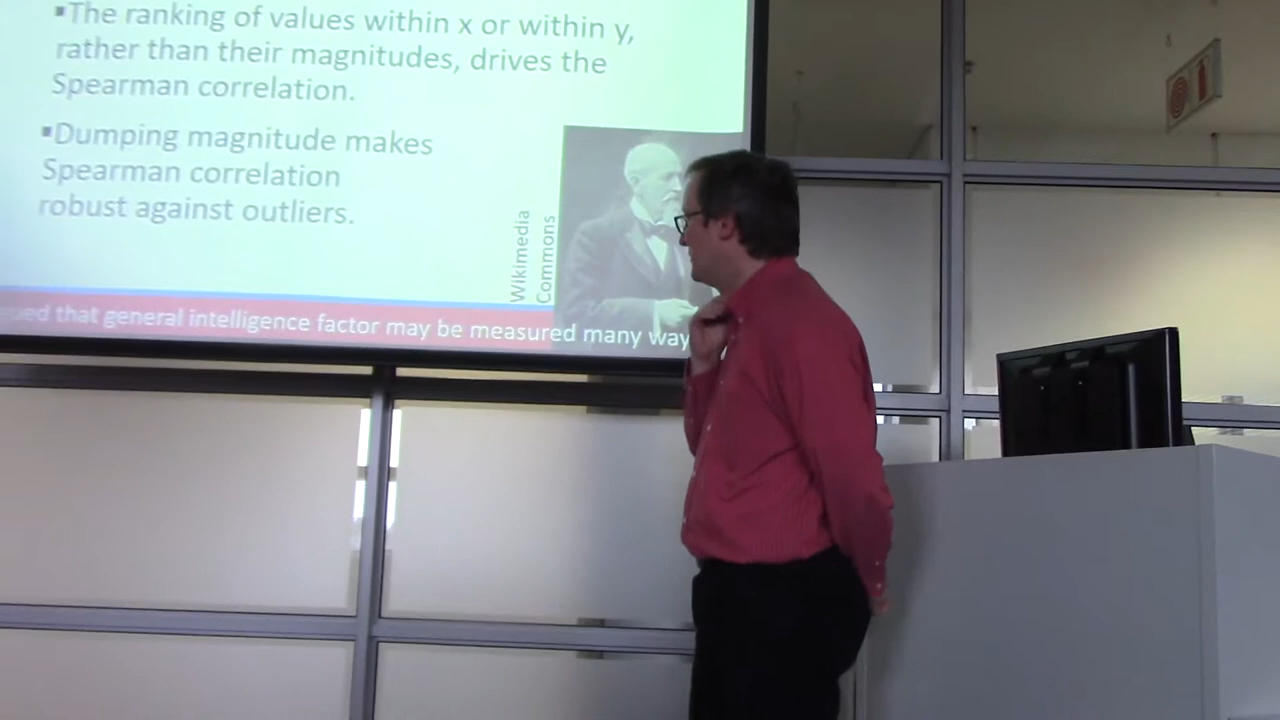 ▪The ranking of values within x or within y,
rather than their magnitudes, drives the
Spearman correlation.
▪Dumping magnitude makes
Spearman correlation
robust against outliers.
Wikimedia
Commons
that general intelligence factor may be measured many way